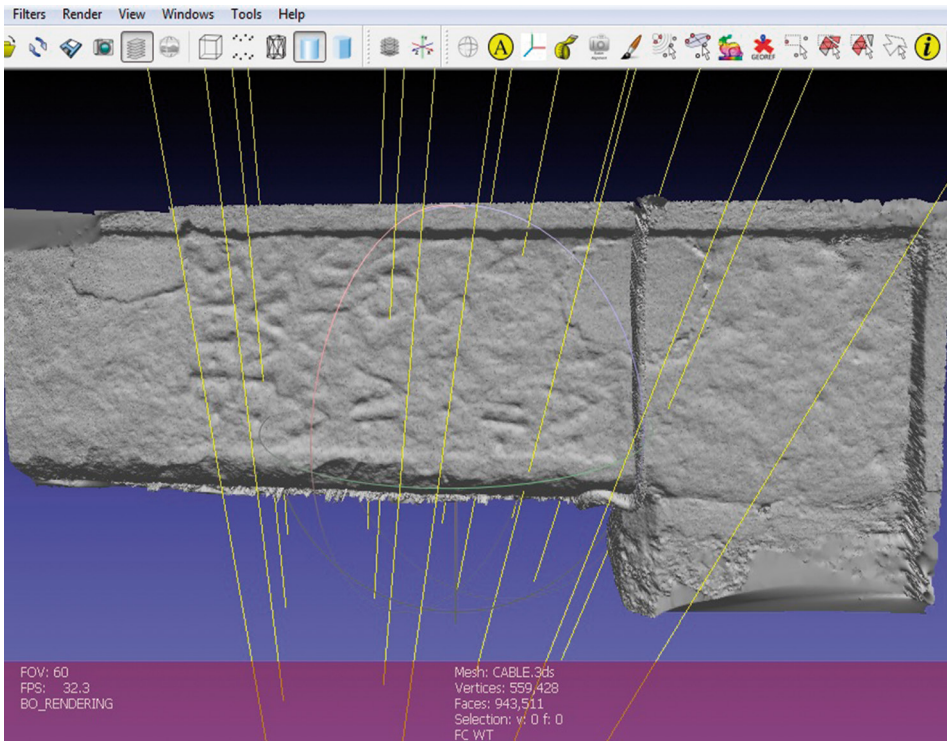 Filters Render View Windows Tools Help
A GEOREF i
FOV: 60
FPS: 32.3
BO_RENDERING
Mesh: CABLE.3ds
Vertices: 559,428
Faces: 943,511
Selection: v: 0 f: 0
FC WT